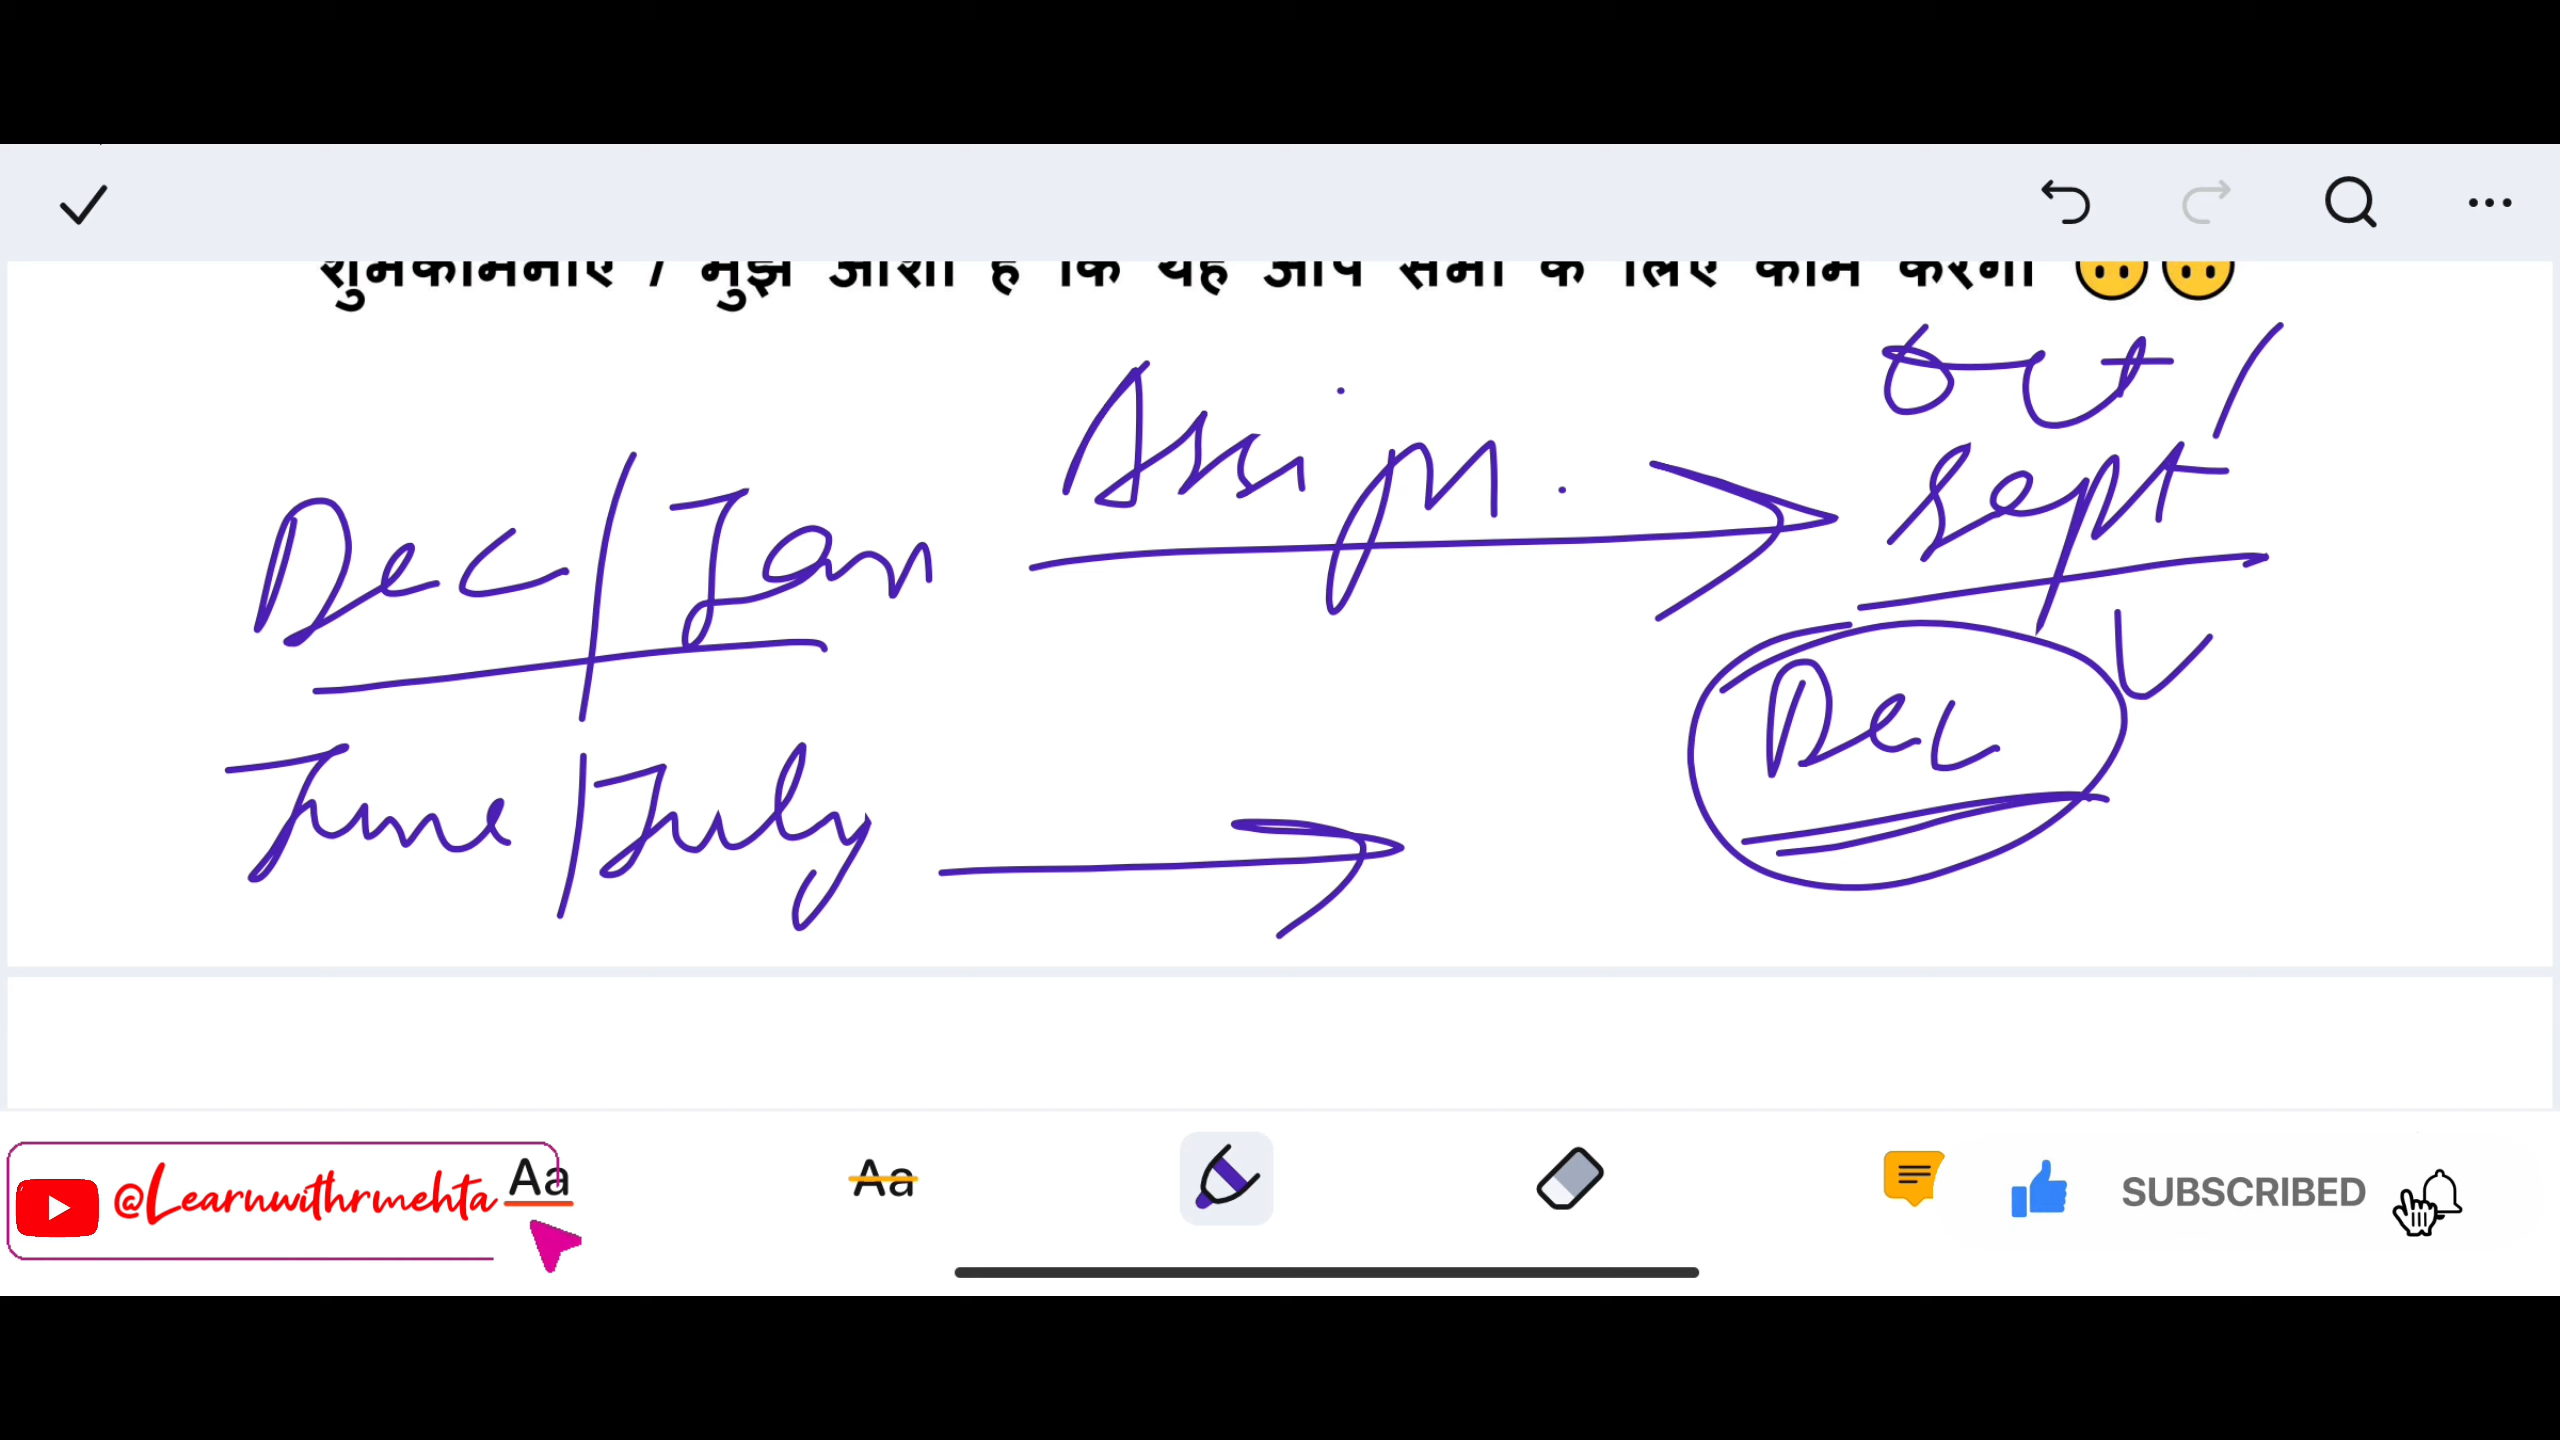 शुभकामनाएं / मुझे आशा है कि यह आप सभी के लिए काम करेगा 🙃🙃
Oct /
Assign.
Sept
Dec / Jan
Dec
June / July
@Learnwithrmehta
Aa
Aa
SUBSCRIBED